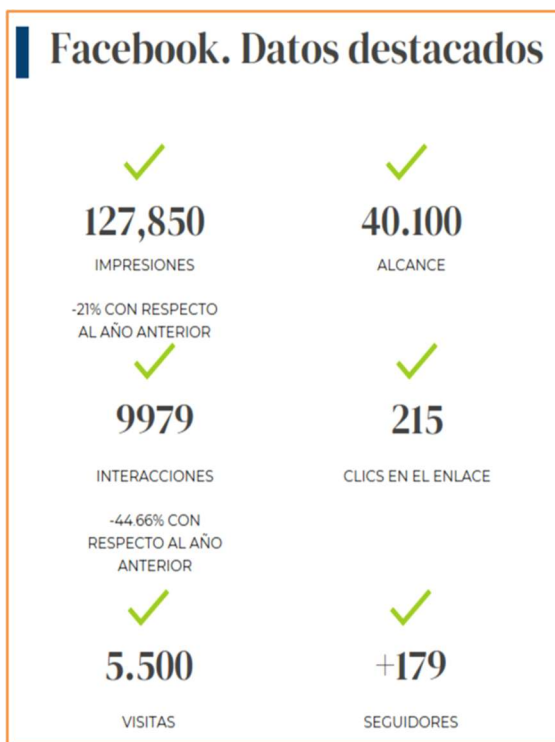 Facebook. Datos destacados
127,850
IMPRESIONES
-21% CON RESPECTO
AL AÑO ANTERIOR
40.100
ALCANCE
9979
INTERACCIONES
-44.66% CON
RESPECTO AL AÑO
ANTERIOR
215
CLICS EN EL ENLACE
5.500
VISITAS
+179
SEGUIDORES